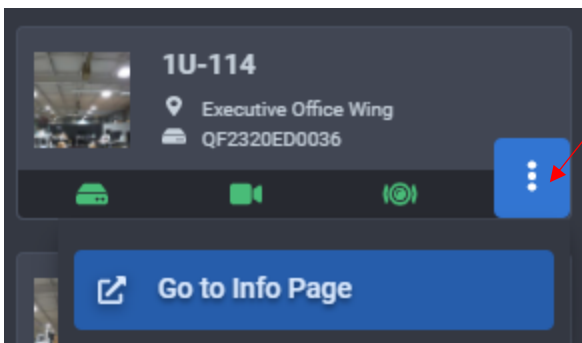 1U-114
Executive Office Wing
QF2320ED0036
Go to Info Page